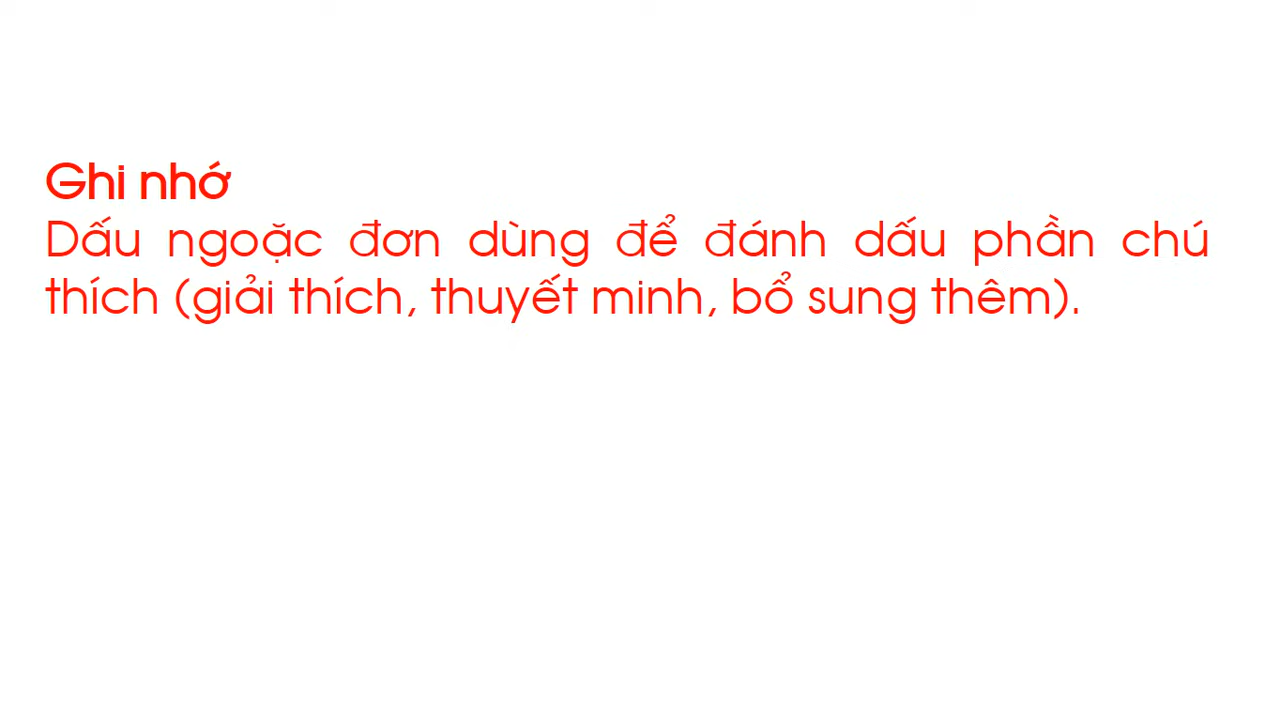 Ghi nhớ
Dấu ngoặc đơn dùng để đánh dấu phần chú
thích (giải thích, thuyết minh, bổ sung thêm).